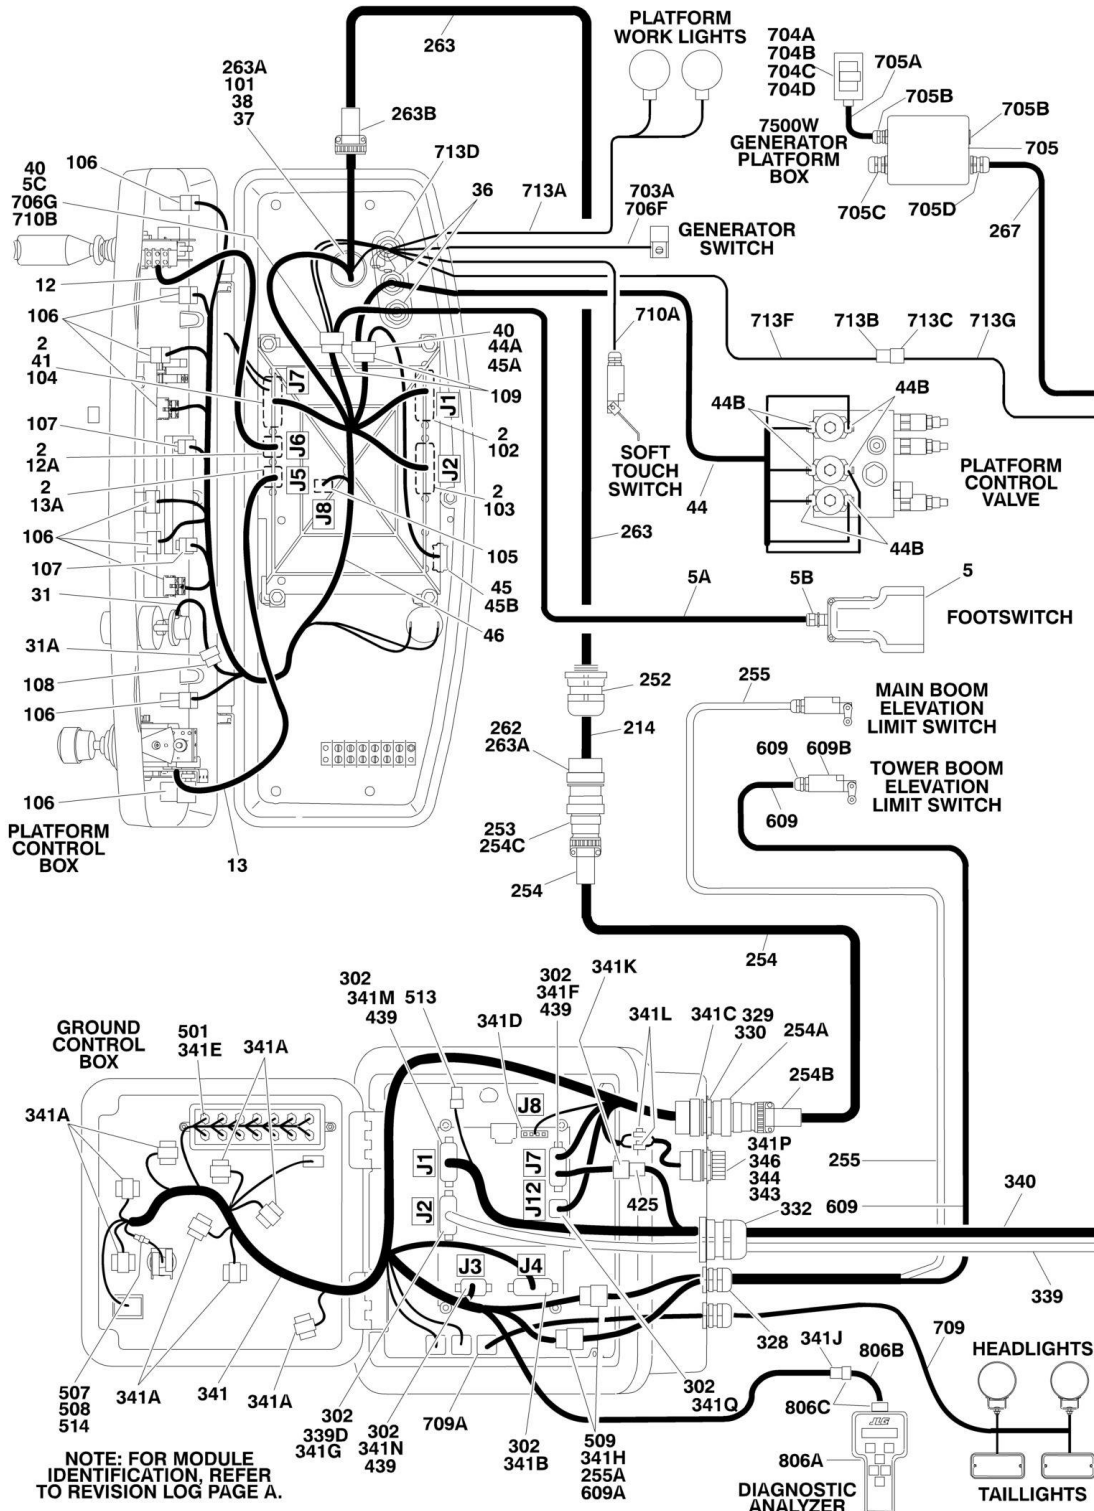 263
PLATFORM
WORK LIGHTS
704A
704B
704C
704D
705A
705B
705B
7500W
GENERATOR
PLATFORM
BOX
705
705C
705D
267
263A
101
38
37
263B
713D
36
713A
703A
706F
GENERATOR
SWITCH
40
5C
706G
710B
106
12
106
2
41
104
107
2
12A
2
13A
106
107
31
31A
108
106
106
PLATFORM
CONTROL
BOX
13
J7
J6
J5
J8
J1
J2
40
44A
45A
109
2
102
2
103
105
45
45B
46
710A
SOFT
TOUCH
SWITCH
713F
713B
713C
713G
44B
44B
44
44B
PLATFORM
CONTROL
VALVE
263
5A
5B
5
FOOTSWITCH
252
214
262
263A
253
254C
254
255
MAIN BOOM
ELEVATION
LIMIT SWITCH
609
609B
609
TOWER BOOM
ELEVATION
LIMIT SWITCH
254
GROUND
CONTROL
BOX
501
341E
341A
341A
302
341M
439
513
341D
302
341F
439
341K
341L
341C
329
330
254A
254B
J8
J1
J2
J7
J12
J3
J4
425
341P
346
344
343
332
255
609
340
339
328
341J
806B
709
HEADLIGHTS
507
508
514
341A
341
341A
302
339D
341G
709A
302
341N
439
302
341B
509
341H
255A
609A
302
341Q
806C
JLG
806A
DIAGNOSTIC
ANALYZER
TAILLIGHTS
NOTE: FOR MODULE
IDENTIFICATION, REFER
TO REVISION LOG PAGE A.